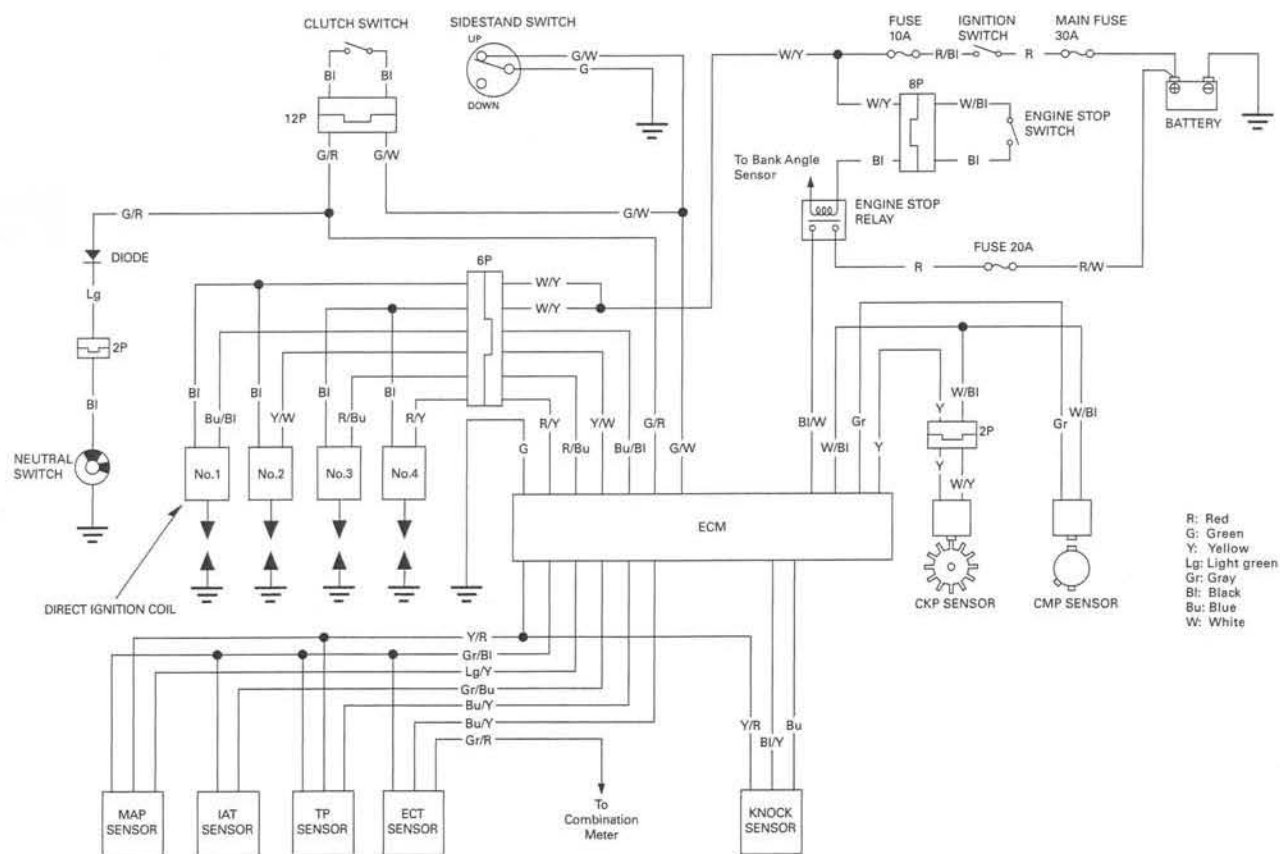 CLUTCH SWITCH
SIDESTAND SWITCH
UP
DOWN
G/W
G
FUSE
10A
IGNITION
SWITCH
MAIN FUSE
30A
W/Y
R/Bl
R
BATTERY
Bl
Bl
12P
G/R
G/W
8P
W/Y
W/Bl
Bl
Bl
ENGINE STOP
SWITCH
To Bank Angle
Sensor
ENGINE STOP
RELAY
FUSE 20A
R
R/W
G/R
G/W
DIODE
Lg
2P
Bl
NEUTRAL
SWITCH
6P
W/Y
W/Y
Bl
Bu/Bl
Bl
Y/W
Bl
R/Bu
Bl
R/Y
No.1
No.2
No.3
No.4
DIRECT IGNITION COIL
G
R/Y
R/Bu
Y/W
Bu/Bl
G/R
G/W
Bl/W
W/Bl
Gr
Y
Y
W/Bl
2P
Y
W/Y
Gr
W/Bl
ECM
CKP SENSOR
CMP SENSOR
R: Red
G: Green
Y: Yellow
Lg: Light green
Gr: Gray
Bl: Black
Bu: Blue
W: White
Y/R
Gr/Bl
Lg/Y
Gr/Bu
Bu/Y
Bu/Y
Gr/R
Y/R
Bl/Y
Bu
MAP
SENSOR
IAT
SENSOR
TP
SENSOR
ECT
SENSOR
To
Combination
Meter
KNOCK
SENSOR